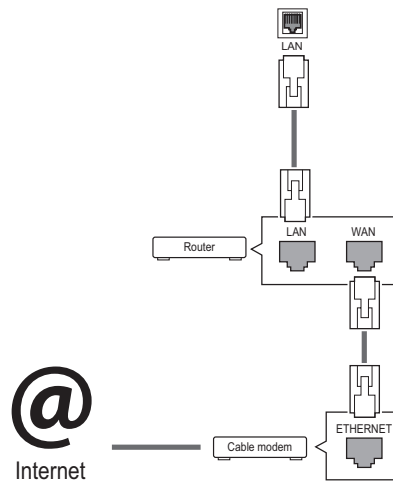 LAN
LAN WAN
Router
ETHERNET
@
Cable modem
Internet